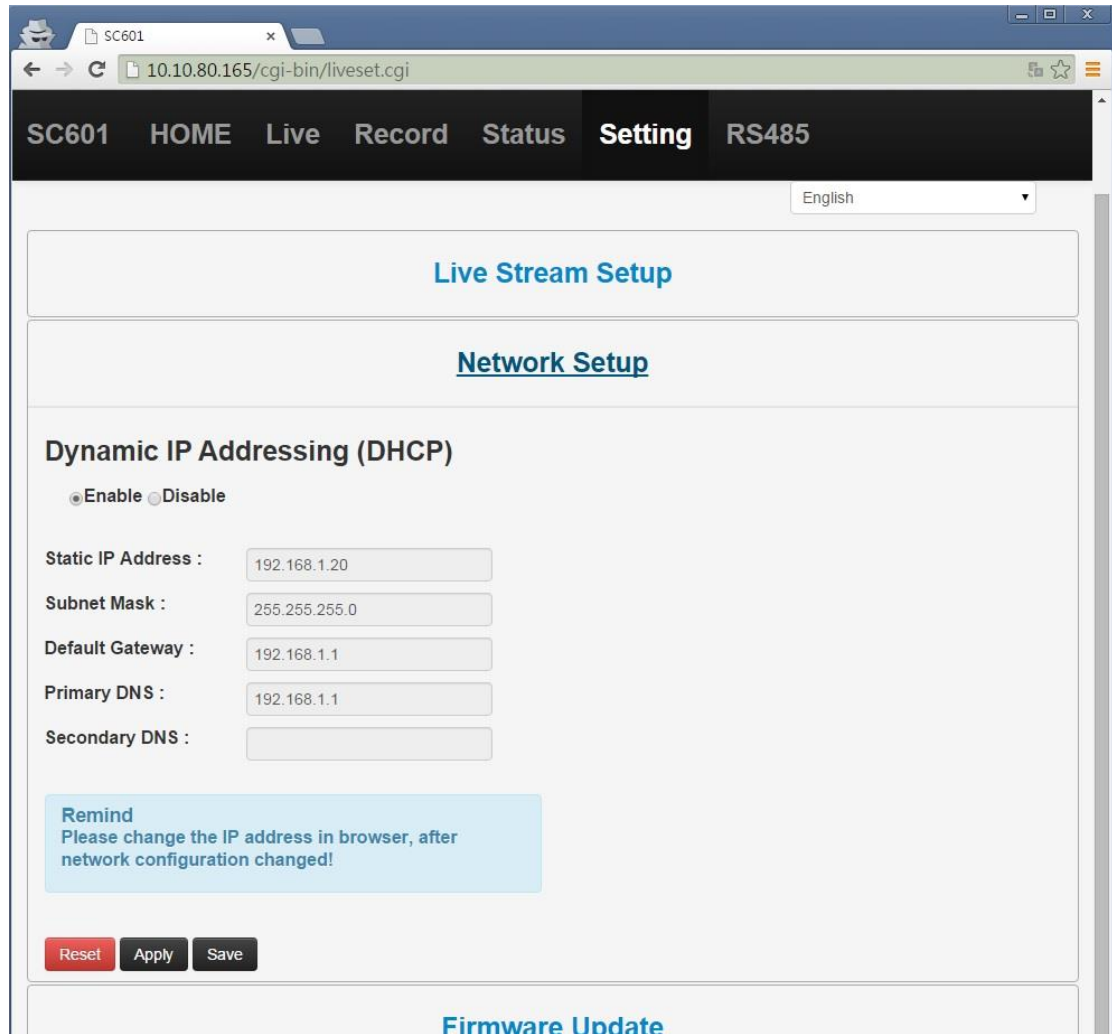 SC601
10.10.80.165/cgi-bin/liveset.cgi
SC601 HOME Live Record Status Setting RS485
English
Live Stream Setup
Network Setup
Dynamic IP Addressing (DHCP)
Enable Disable
Static IP Address : 192.168.1.20
Subnet Mask : 255.255.255.0
Default Gateway : 192.168.1.1
Primary DNS : 192.168.1.1
Secondary DNS :
Remind
Please change the IP address in browser, after
network configuration changed!
Reset Apply Save
Firmware Update